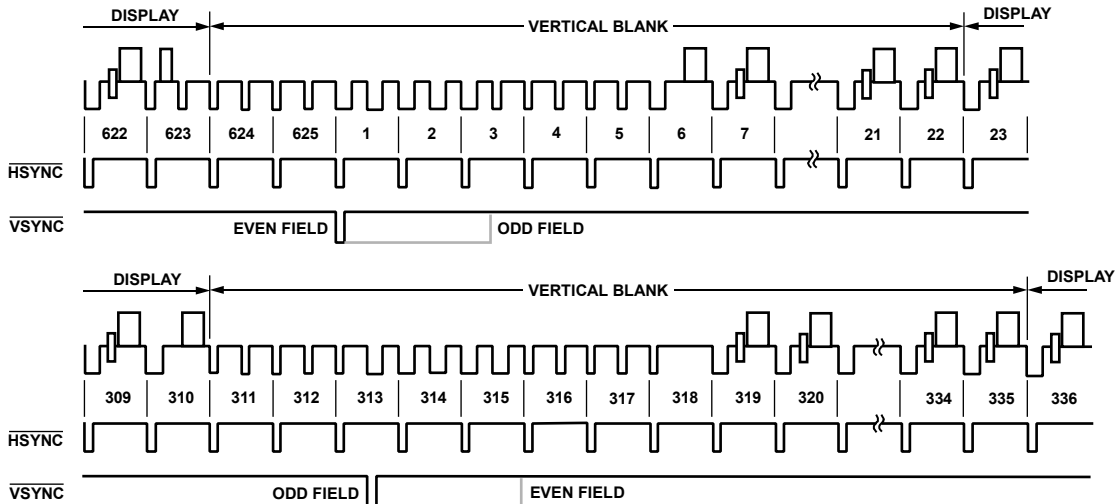 DISPLAY VERTICAL BLANK DISPLAY
622 623 624 625 1 2 3 4 5 6 7 21 22 23
HSYNC
VSYNC EVEN FIELD ODD FIELD
DISPLAY VERTICAL BLANK DISPLAY
309 310 311 312 313 314 315 316 317 318 319 320 334 335 336
HSYNC
VSYNC ODD FIELD EVEN FIELD